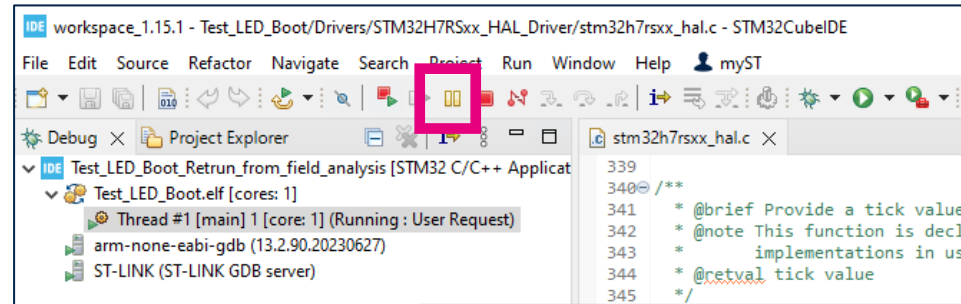 IDE workspace_1.15.1 - Test_LED_Boot/Drivers/STM32H7RSxx_HAL_Driver/stm32h7rsxx_hal.c - STM32CubeIDE
File Edit Source Refactor Navigate Search Project Run Window Help myST
010
Debug Project Explorer
IDE Test_LED_Boot_Retrun_from_field_analysis [STM32 C/C++ Applicat
Test_LED_Boot.elf [cores: 1]
Thread #1 [main] 1 [core: 1] (Running : User Request)
arm-none-eabi-gdb (13.2.90.20230627)
ST-LINK (ST-LINK GDB server)
.c stm32h7rsxx_hal.c
339
340 /**
341 * @brief Provide a tick value
342 * @note This function is decl
343 * implementations in us
344 * @retval tick value
345 */